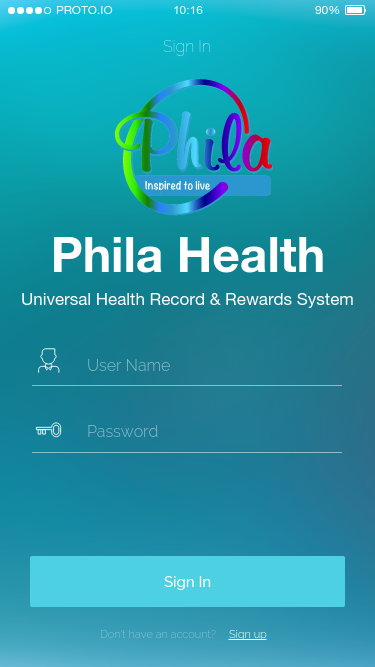 PROTO.IO 10:16 90%
Sign In
Phila
Inspired to live
Phila Health
Universal Health Record & Rewards System
User Name
Password
Sign In
Don't have an account? Sign up